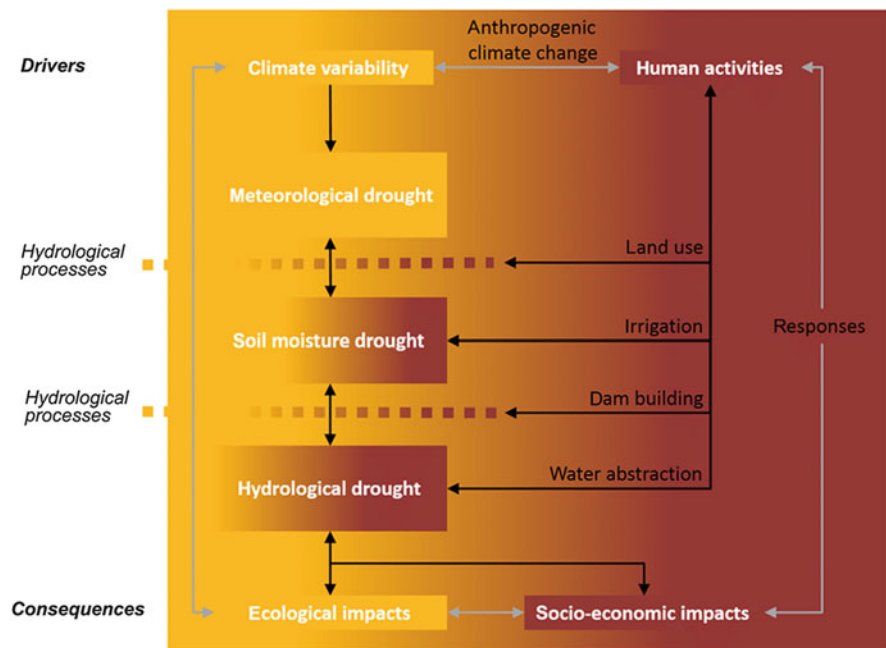 Anthropogenic
climate change
Drivers
Climate variability
Human activities
Meteorological drought
Hydrological
processes
Land use
Soil moisture drought
Irrigation
Responses
Hydrological
processes
Dam building
Hydrological drought
Water abstraction
Consequences
Ecological impacts
Socio-economic impacts